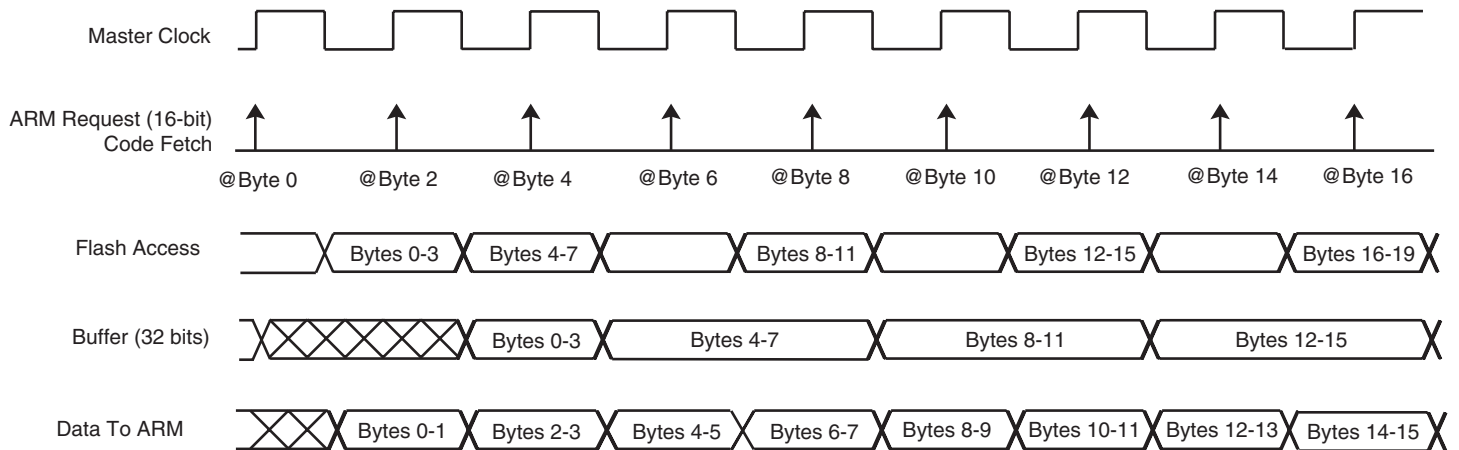 Master Clock
ARM Request (16-bit)
Code Fetch
@Byte 0 @Byte 2 @Byte 4 @Byte 6 @Byte 8 @Byte 10 @Byte 12 @Byte 14 @Byte 16
Flash Access Bytes 0-3 Bytes 4-7 Bytes 8-11 Bytes 12-15 Bytes 16-19
Buffer (32 bits) Bytes 0-3 Bytes 4-7 Bytes 8-11 Bytes 12-15
Data To ARM Bytes 0-1 Bytes 2-3 Bytes 4-5 Bytes 6-7 Bytes 8-9 Bytes 10-11 Bytes 12-13 Bytes 14-15